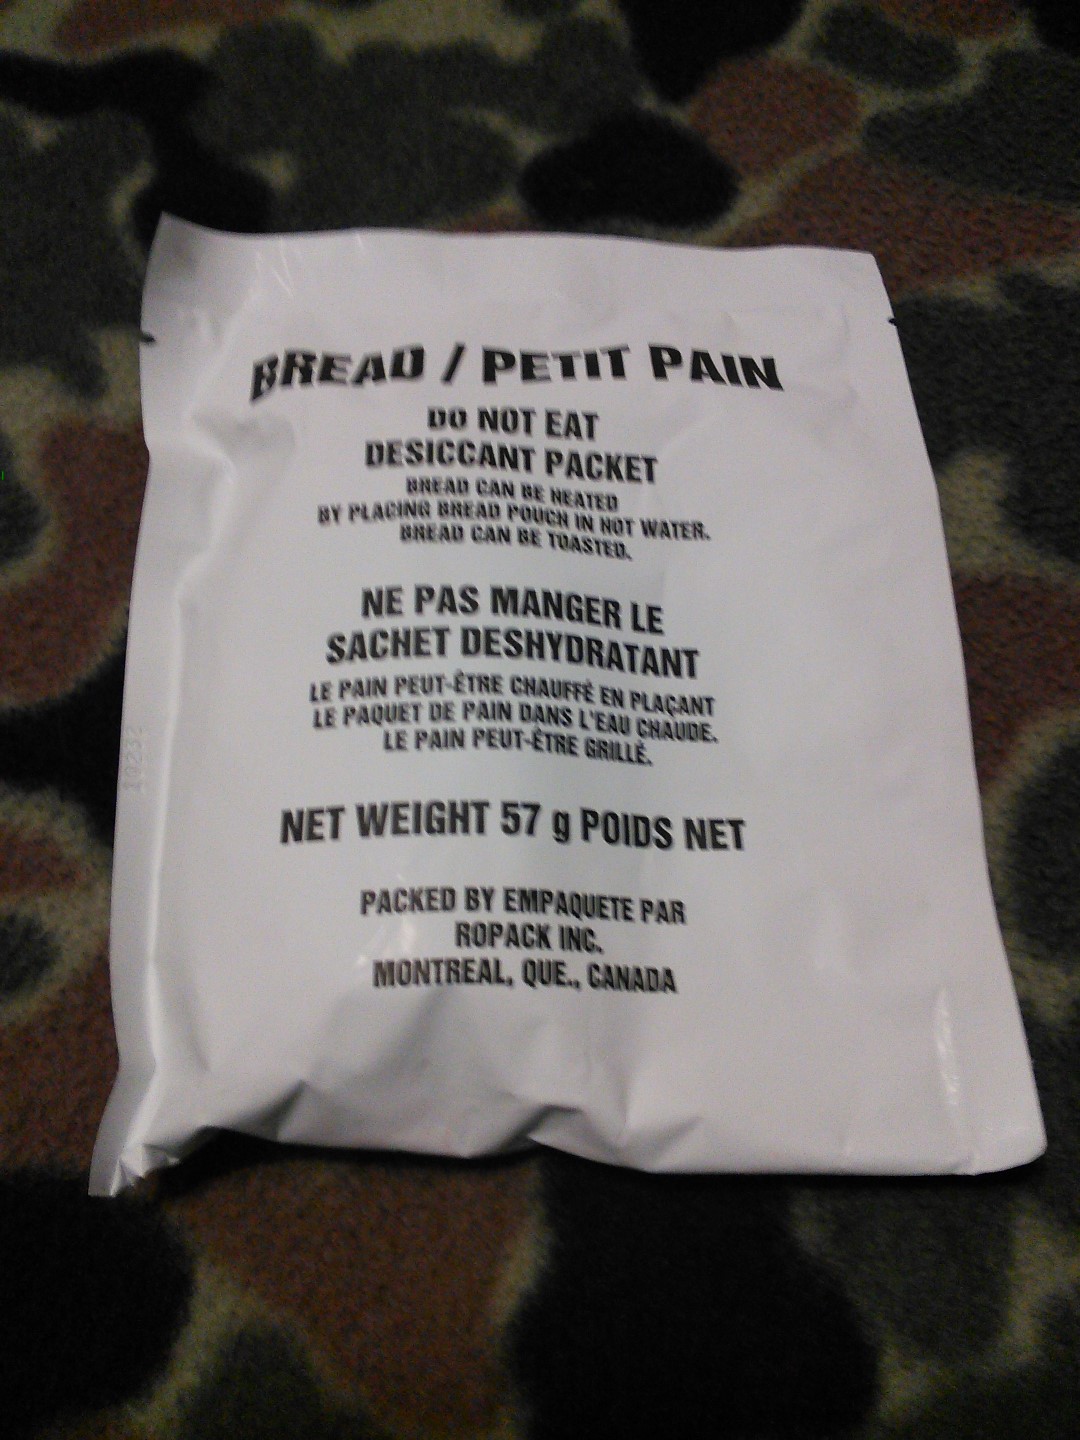 BREAD / PETIT PAIN
DO NOT EAT
DESICCANT PACKET
BREAD CAN BE HEATED
BY PLACING BREAD POUCH IN HOT WATER.
BREAD CAN BE TOASTED.
NE PAS MANGER LE
SACHET DESHYDRATANT
LE PAIN PEUT-ÊTRE CHAUFFÉ EN PLAÇANT
LE PAQUET DE PAIN DANS L'EAU CHAUDE.
LE PAIN PEUT-ÊTRE GRILLÉ.
NET WEIGHT 57 g POIDS NET
PACKED BY EMPAQUETE PAR
ROPACK INC.
MONTREAL, QUE., CANADA